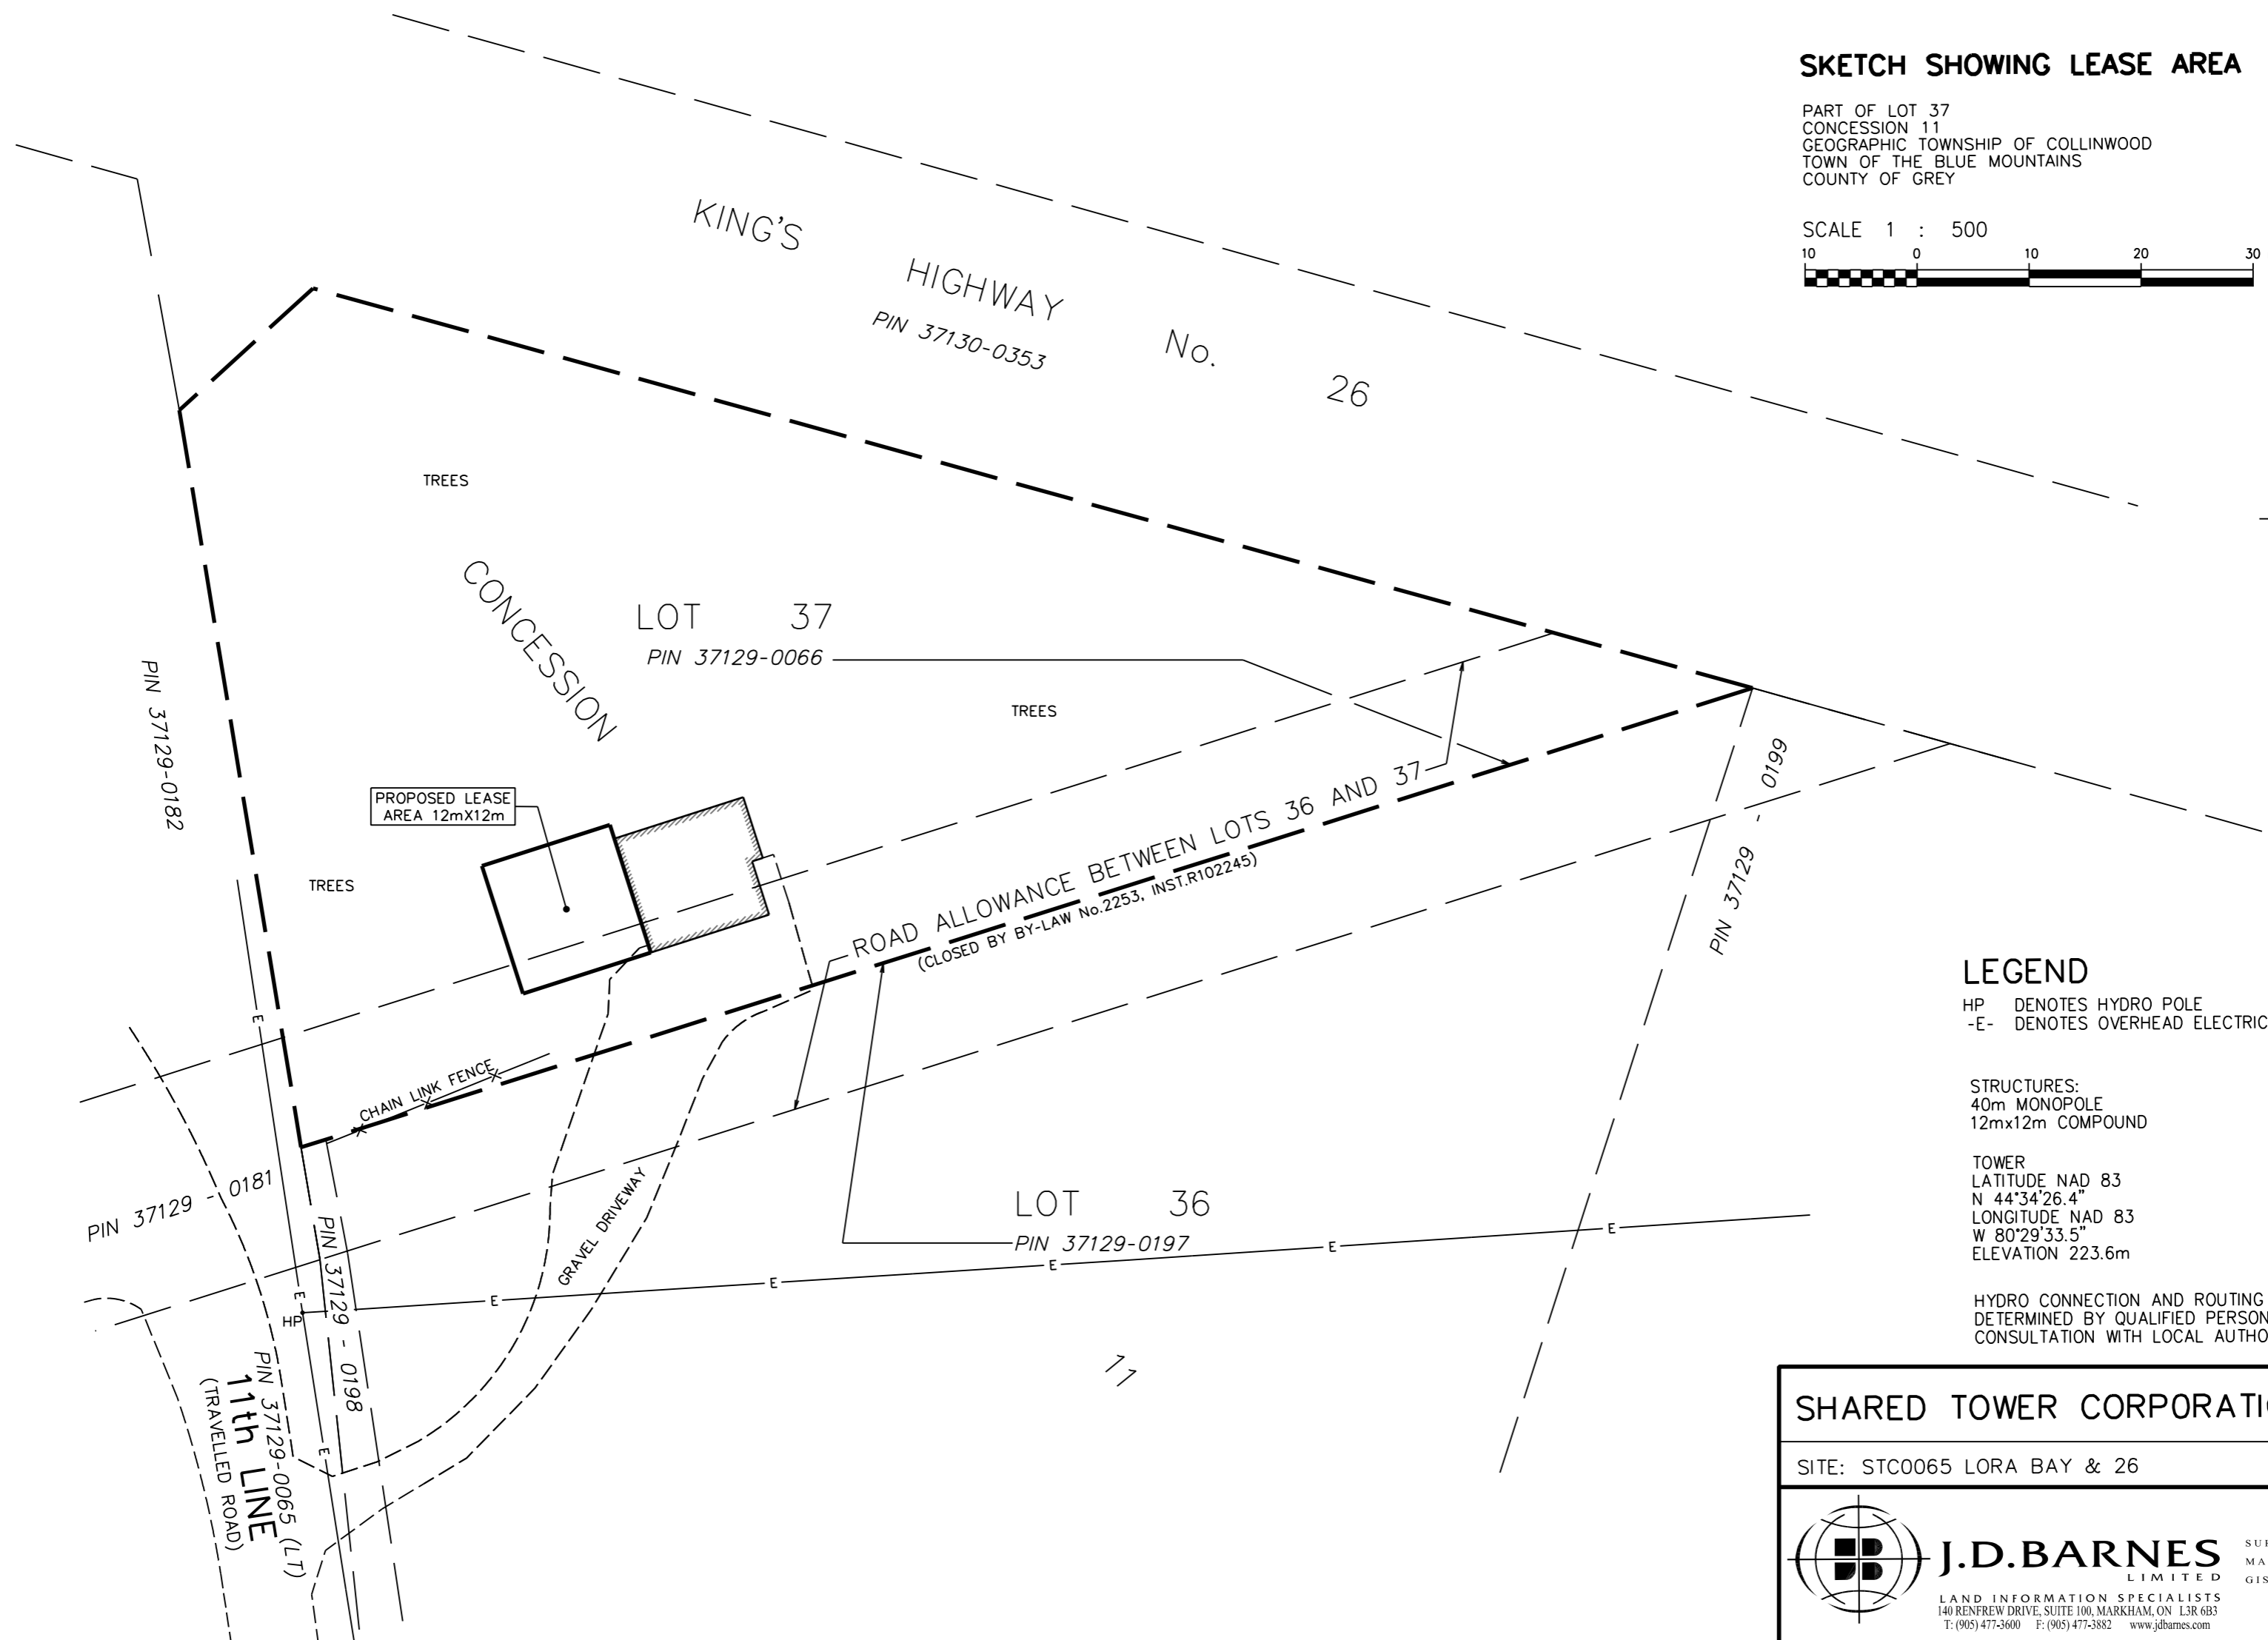 SKETCH SHOWING LEASE AREA
PART OF LOT 37
CONCESSION 11
GEOGRAPHIC TOWNSHIP OF COLLINWOOD
TOWN OF THE BLUE MOUNTAINS
COUNTY OF GREY
SCALE 1 : 500
10 0 10 20 30
KING'S HIGHWAY No. 26
PIN 37130-0353
TREES
CONCESSION
LOT 37
PIN 37129-0066
TREES
PIN 37129-0182
PROPOSED LEASE
AREA 12mX12m
TREES
ROAD ALLOWANCE BETWEEN LOTS 36 AND 37
(CLOSED BY BY-LAW No.2253, INST.R102245)
PIN 37129 - 0199
E
CHAIN LINK FENCE
PIN 37129 - 0181
PIN 37129 - 0198
GRAVEL DRIVEWAY
LOT 36
PIN 37129-0197
E
HP
E
E
E
E
E
E
11
PIN 37129-0065 (LT)
11th LINE
(TRAVELLED ROAD)
LEGEND
HP DENOTES HYDRO POLE
-E- DENOTES OVERHEAD ELECTRIC
STRUCTURES:
40m MONOPOLE
12mx12m COMPOUND
TOWER
LATITUDE NAD 83
N 44°34'26.4"
LONGITUDE NAD 83
W 80°29'33.5"
ELEVATION 223.6m
HYDRO CONNECTION AND ROUTING
DETERMINED BY QUALIFIED PERSON
CONSULTATION WITH LOCAL AUTHO
SHARED TOWER CORPORATI
SITE: STC0065 LORA BAY & 26
J.D.BARNES
LIMITED
LAND INFORMATION SPECIALISTS
140 RENFREW DRIVE, SUITE 100, MARKHAM, ON L3R 6B3
T: (905) 477-3600 F: (905) 477-3882 www.jdbarnes.com
MA
GIS